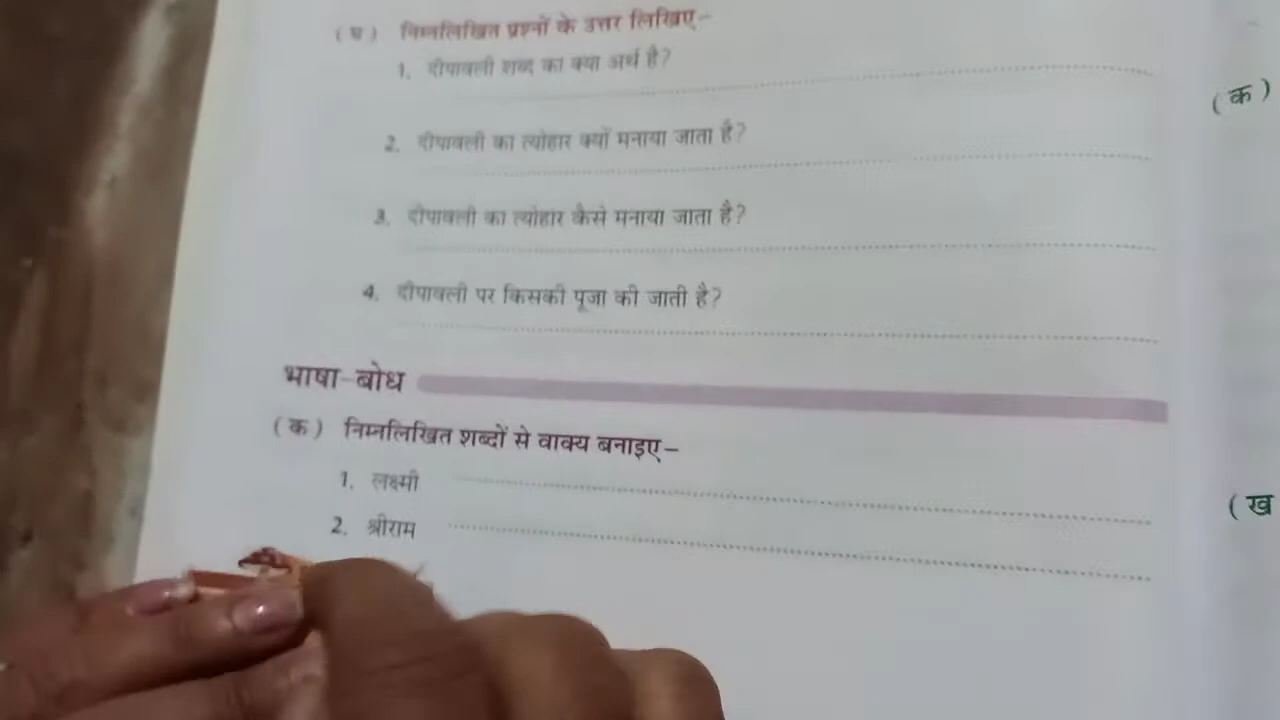 (घ) निम्नलिखित प्रश्नों के उत्तर लिखिए-
1. दीपावली शब्द का क्या अर्थ है?
2. दीपावली का त्योहार क्यों मनाया जाता है?
3. दीपावली का त्योहार कैसे मनाया जाता है?
4. दीपावली पर किसकी पूजा की जाती है?
भाषा-बोध
(क) निम्नलिखित शब्दों से वाक्य बनाइए-
1. लक्ष्मी
2. श्रीराम
(क)
(ख